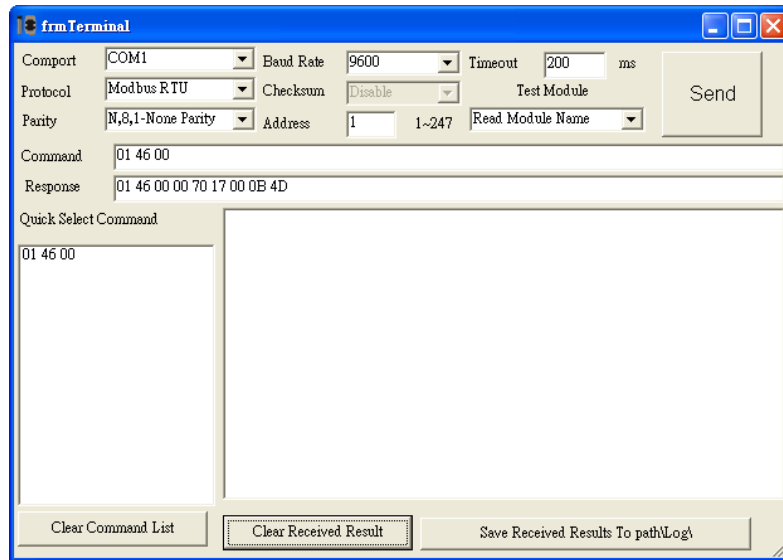 frmTerminal
Comport COM1 Baud Rate 9600 Timeout 200 ms
Protocol Modbus RTU Checksum Disable Test Module
Parity N,8,1-None Parity Address 1 1~247 Read Module Name
Send
Command 01 46 00
Response 01 46 00 00 70 17 00 0B 4D
Quick Select Command
01 46 00
Clear Command List Clear Received Result Save Received Results To path\Log\